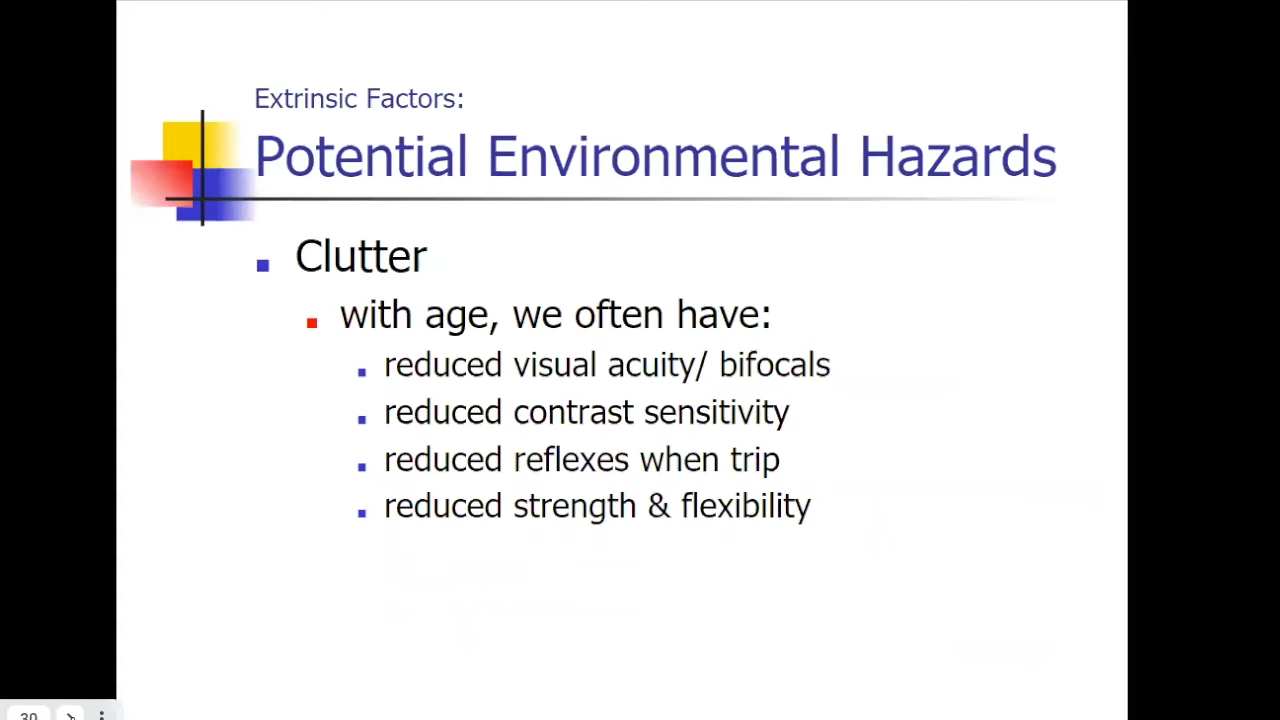 Extrinsic Factors:
Potential Environmental Hazards
Clutter
with age, we often have:
reduced visual acuity/ bifocals
reduced contrast sensitivity
reduced reflexes when trip
reduced strength & flexibility
30